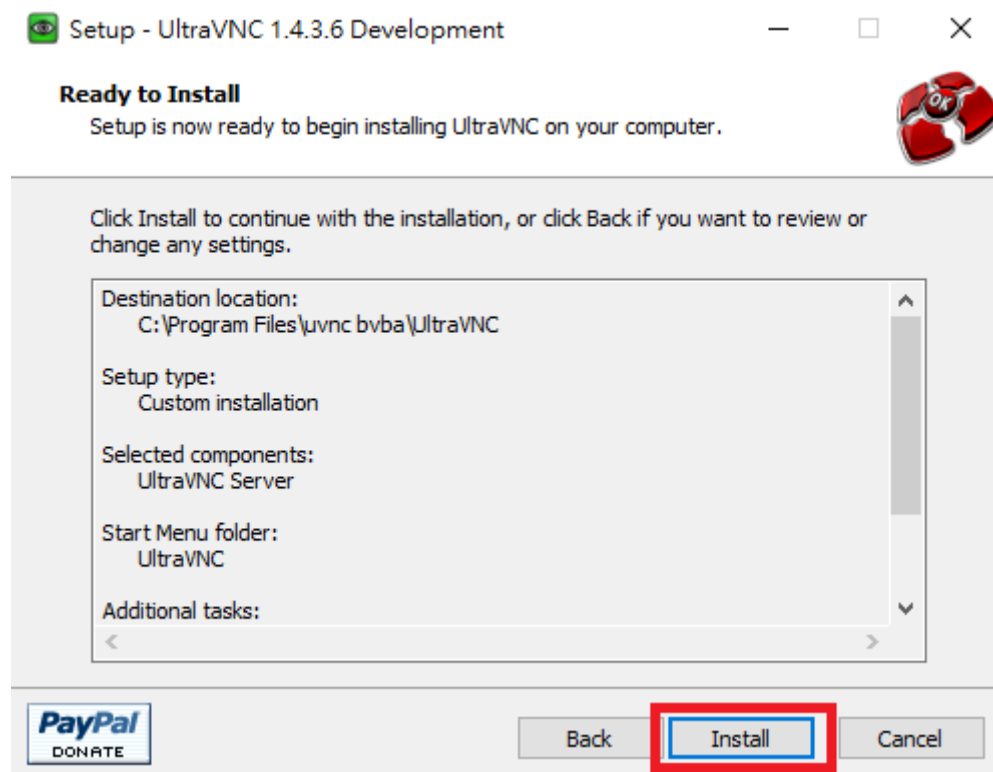 Setup - UltraVNC 1.4.3.6 Development
Ready to Install
Setup is now ready to begin installing UltraVNC on your computer.
OK
Click Install to continue with the installation, or click Back if you want to review or
change any settings.
Destination location:
C:\Program Files\uvnc bvba\UltraVNC
Setup type:
Custom installation
Selected components:
UltraVNC Server
Start Menu folder:
UltraVNC
Additional tasks:
PayPal
DONATE
Back
Install
Cancel